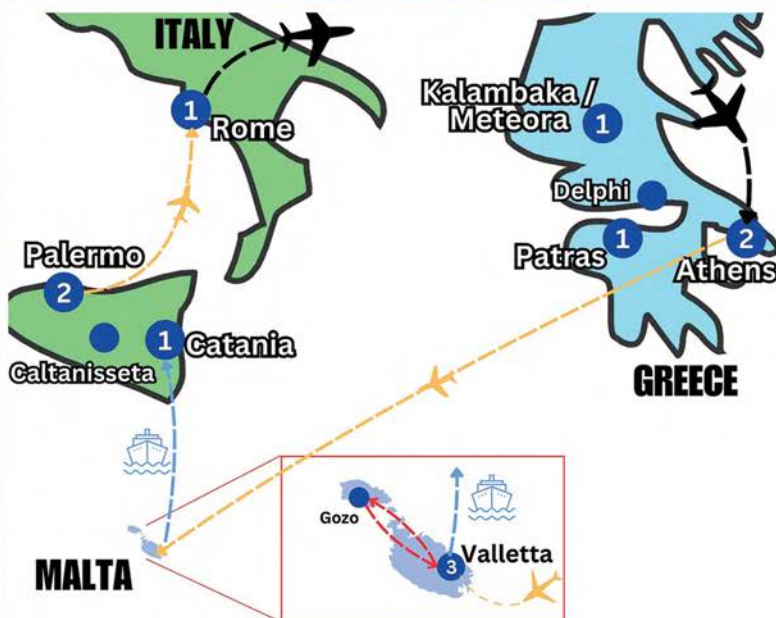 ITALY
1
Rome
Palermo
2
1
Catania
Caltanisseta
MALTA
Kalambaka /
Meteora
1
Delphi
1
Patras
2
Athens
GREECE
Gozo
3
Valletta